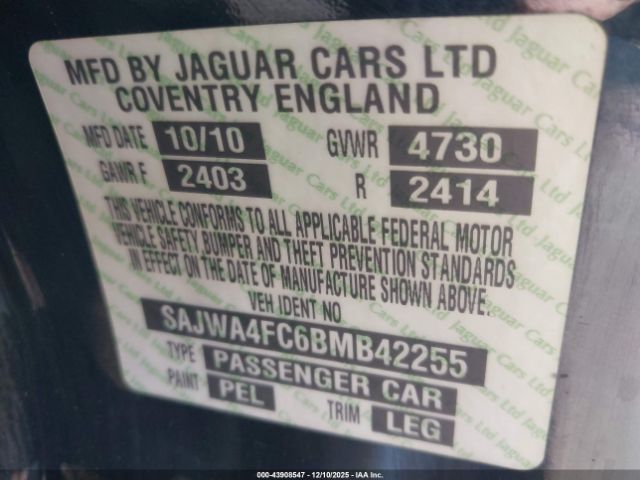 MFD BY JAGUAR CARS LTD
COVENTRY ENGLAND
MFD DATE 10/10 GVWR 4730
GAWR F 2403 R 2414
THIS VEHICLE CONFORMS TO ALL APPLICABLE FEDERAL MOTOR
VEHICLE SAFETY BUMPER AND THEFT PREVENTION STANDARDS
IN EFFECT ON THE DATE OF MANUFACTURE SHOWN ABOVE.
VEH IDENT NO
SAJWA4FC6BMB42255
TYPE PASSENGER CAR
PAINT PEL TRIM LEG
000-43908547 - 12/10/2025 - IAA Inc.